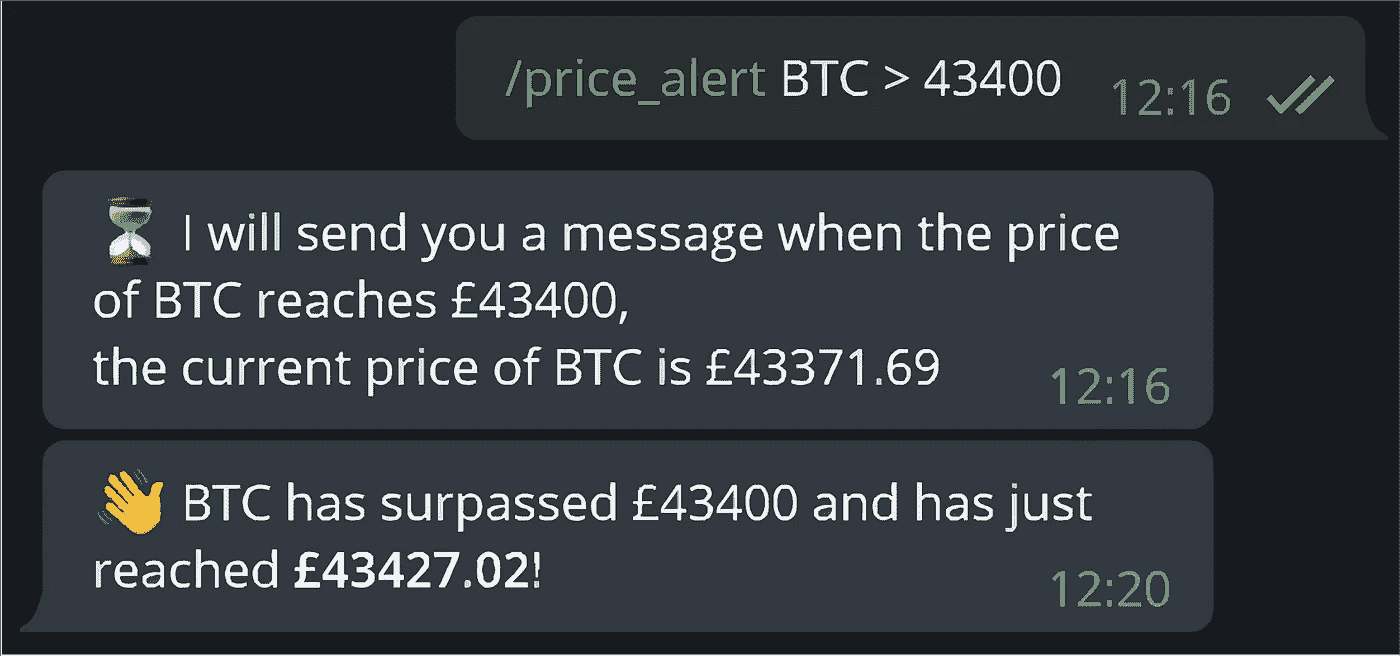 /price_alert BTC > 43400 12:16
⏳ I will send you a message when the price
of BTC reaches £43400,
the current price of BTC is £43371.69 12:16
👋 BTC has surpassed £43400 and has just
reached £43427.02!
12:20